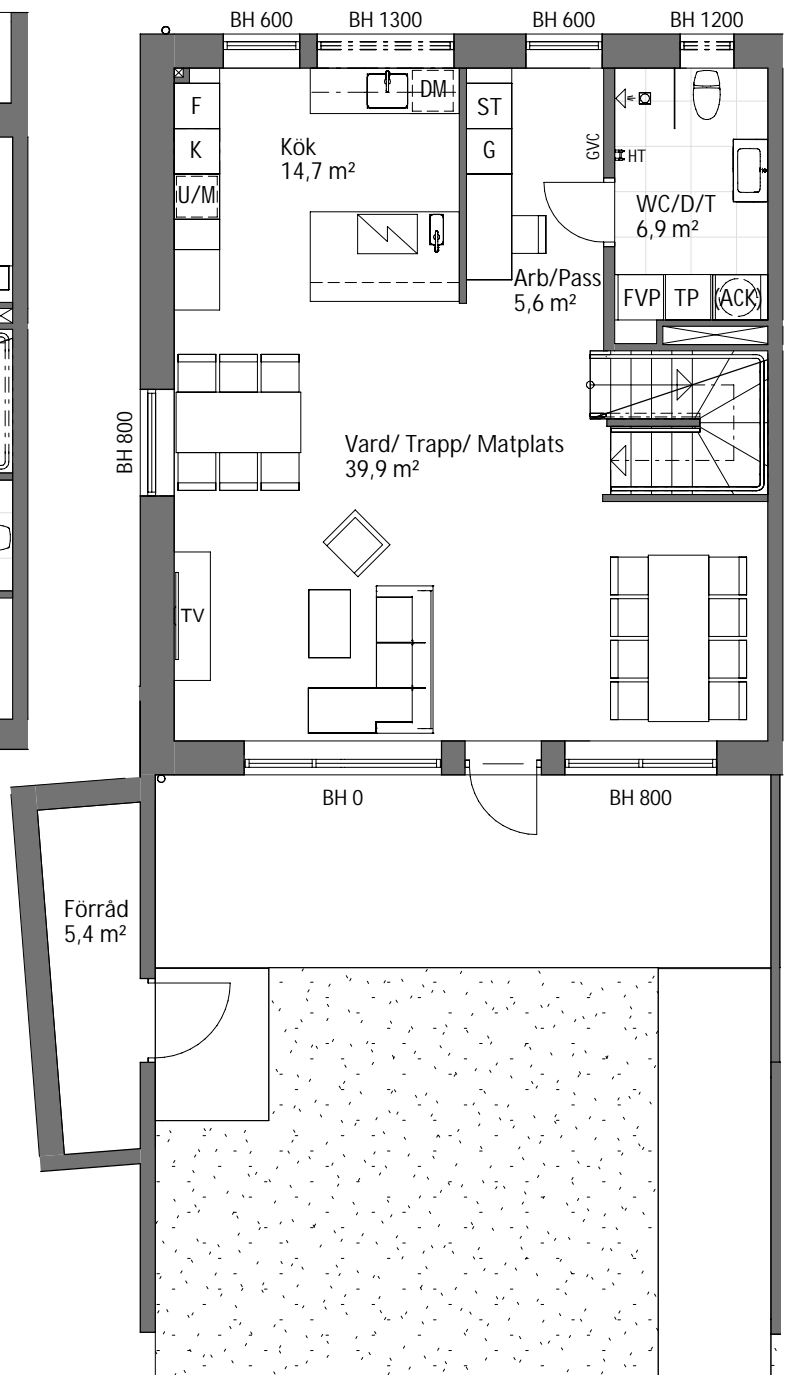 BH 600
BH 1300
BH 600
BH 1200
F
DM
ST
K
Kök
14,7 m²
G
GVC
HT
U/M
WC/D/T
6,9 m²
Arb/Pass
5,6 m²
FVP
TP
ACK
BH 800
Vard/ Trapp/ Matplats
39,9 m²
TV
BH 0
BH 800
Förråd
5,4 m²